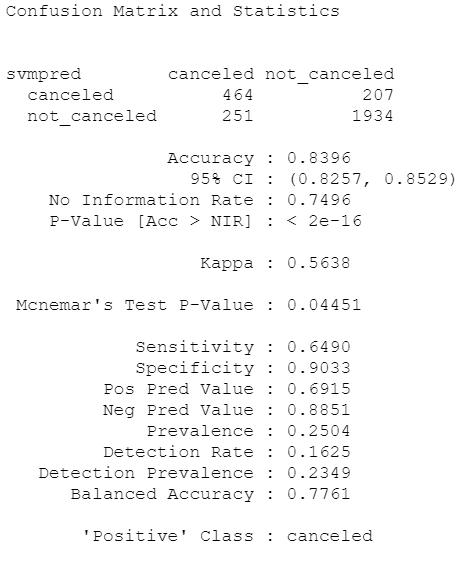 Confusion Matrix and Statistics
svmpred canceled not_canceled
canceled 464 207
not_canceled 251 1934
Accuracy : 0.8396
95% CI : (0.8257, 0.8529)
No Information Rate : 0.7496
P-Value [Acc > NIR] : < 2e-16
Kappa : 0.5638
Mcnemar's Test P-Value : 0.04451
Sensitivity : 0.6490
Specificity : 0.9033
Pos Pred Value : 0.6915
Neg Pred Value : 0.8851
Prevalence : 0.2504
Detection Rate : 0.1625
Detection Prevalence : 0.2349
Balanced Accuracy : 0.7761
'Positive' Class : canceled